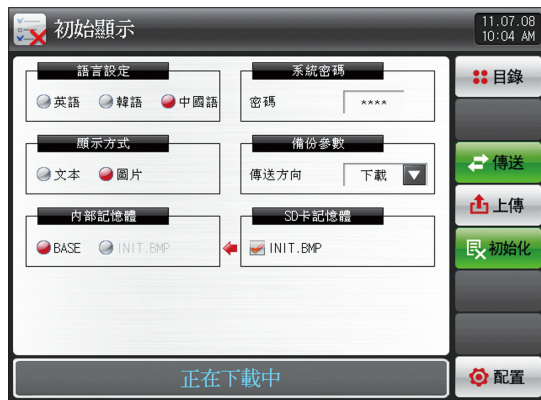 初始顯示
11.07.08
10:04 AM
語言設定
英語 韓語 中國語
系統密碼
密碼 ****
顯示方式
文本 圖片
備份參數
傳送方向 下載
內部記憶體
BASE INIT.BMP
SD卡記憶體
INIT.BMP
正在下載中
目錄
傳送
上傳
初始化
配置